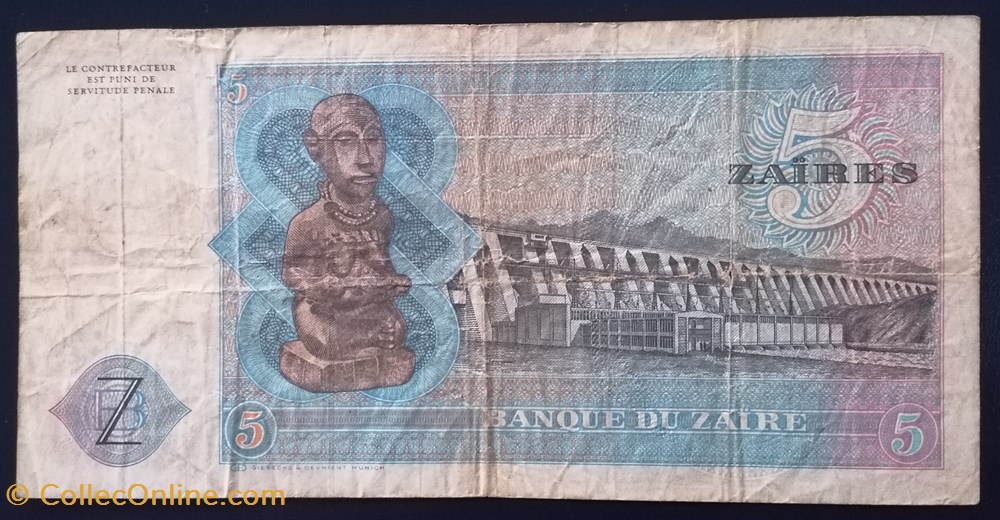 LE CONTREFACTEUR
EST PUNI DE
SERVITUDE PENALE
5
5
ZAÏRES
Z
5
BANQUE DU ZAÏRE
5
GIESECKE & DEVRIENT MUNICH
© CollecOnline.com